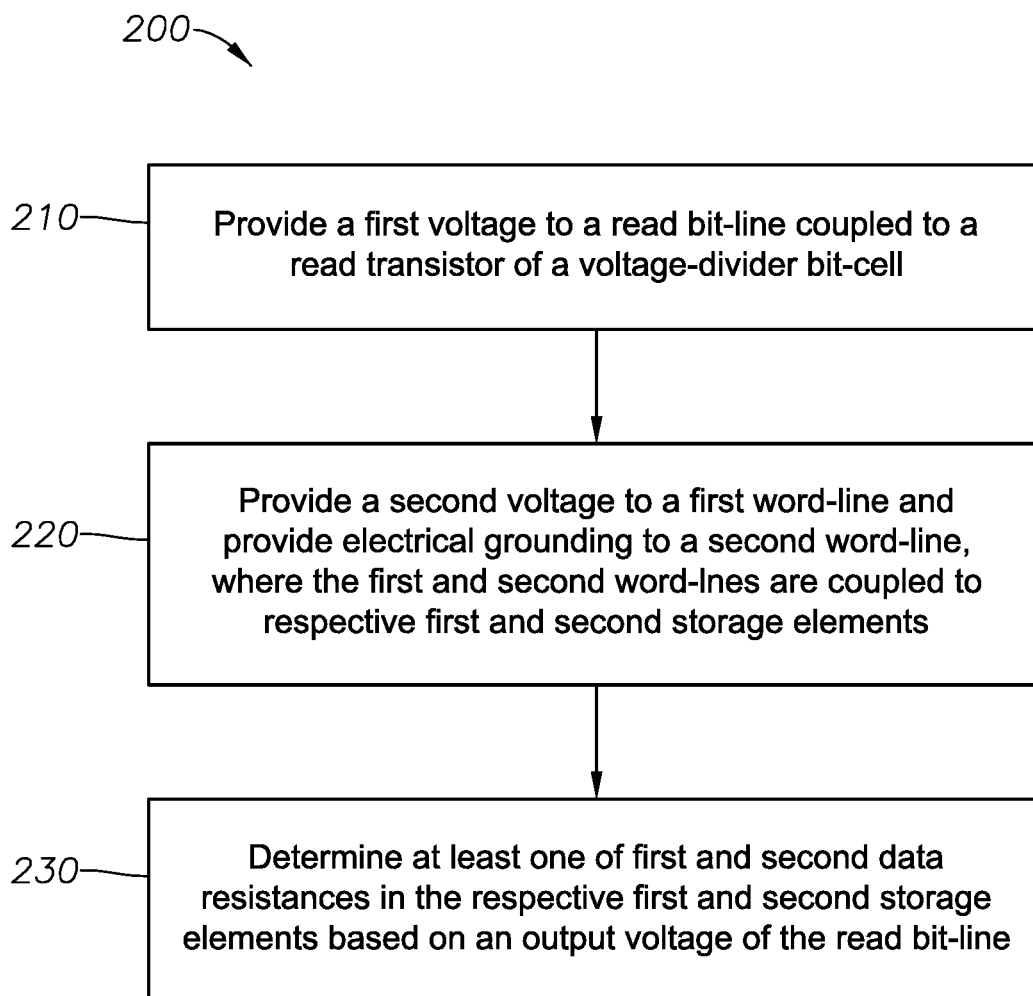 200
210
Provide a first voltage to a read bit-line coupled to a
read transistor of a voltage-divider bit-cell
220
Provide a second voltage to a first word-line and
provide electrical grounding to a second word-line,
where the first and second word-lnes are coupled to
respective first and second storage elements
230
Determine at least one of first and second data
resistances in the respective first and second storage
elements based on an output voltage of the read bit-line